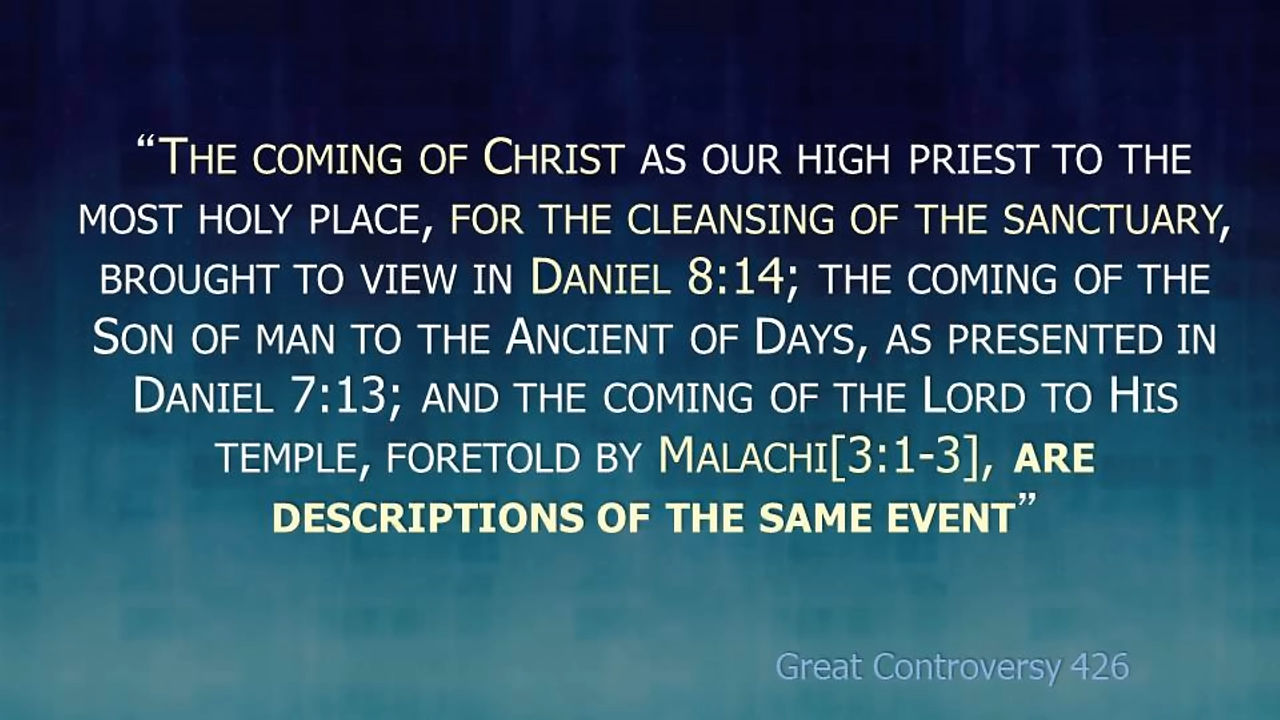 “The coming of Christ as our high priest to the
most holy place, for the cleansing of the sanctuary,
brought to view in Daniel 8:14; the coming of the
Son of man to the Ancient of Days, as presented in
Daniel 7:13; and the coming of the Lord to His
temple, foretold by Malachi[3:1-3], are
descriptions of the same event”
Great Controversy 426